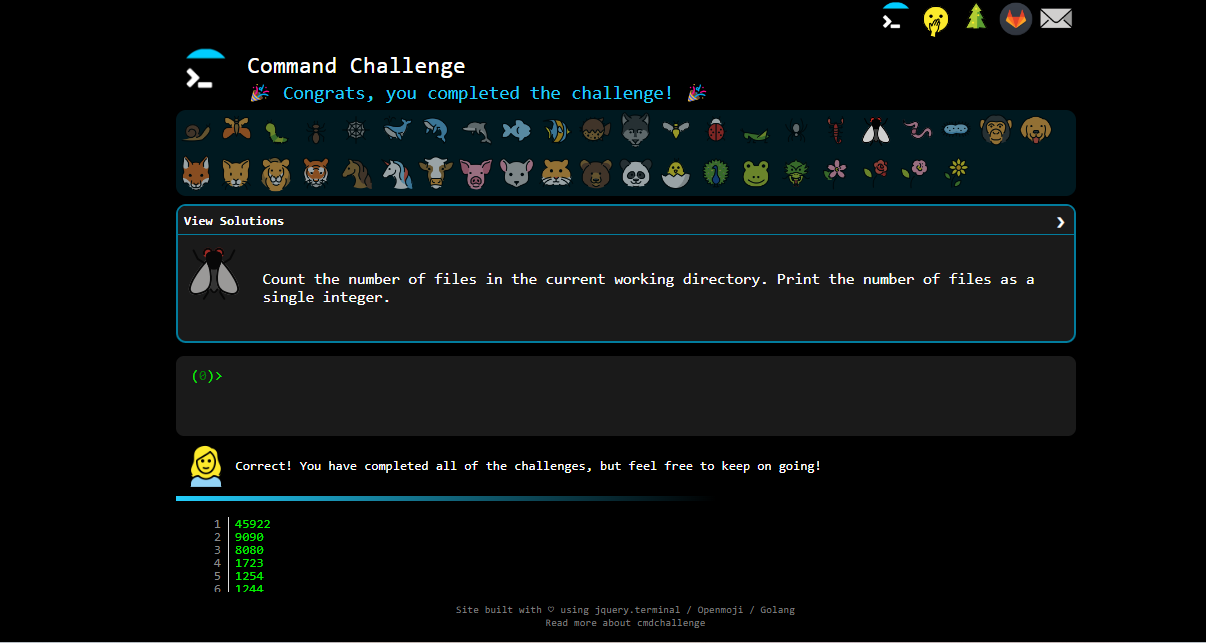 Command Challenge
🎉 Congrats, you completed the challenge! 🎉
View Solutions ❯
Count the number of files in the current working directory. Print the number of files as a
single integer.
(0)>
Correct! You have completed all of the challenges, but feel free to keep on going!
1 45922
2 9090
3 8080
4 1723
5 1254
6 1244
Site built with ♡ using jquery.terminal / Openmoji / Golang
Read more about cmdchallenge